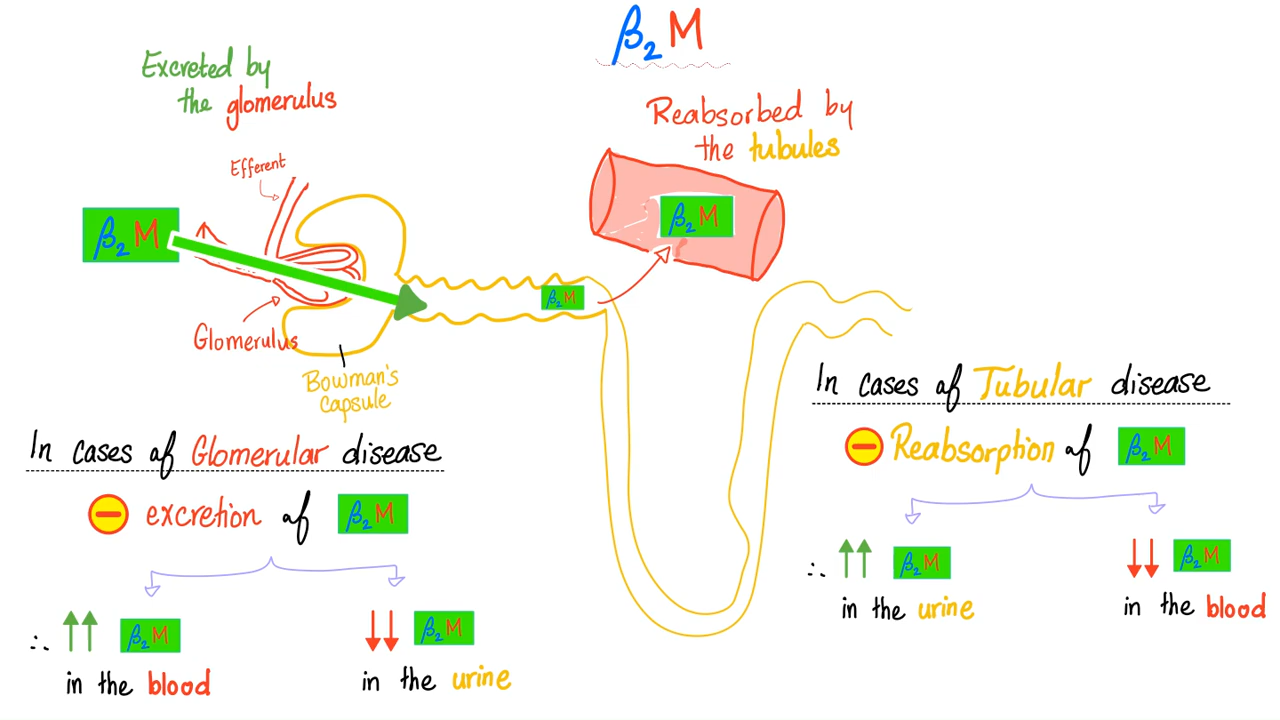 β₂M
Excreted by
the glomerulus
Efferent
β₂M
Glomerulus
Bowman's
capsule
Reabsorbed by
the tubules
β₂M
β₂M
In cases of Glomerular disease
excretion of β₂M
∴ ↑↑ β₂M
in the blood
↓↓ β₂M
in the urine
In cases of Tubular disease
Reabsorption of β₂M
∴ ↑↑ β₂M
in the urine
↓↓ β₂M
in the blood